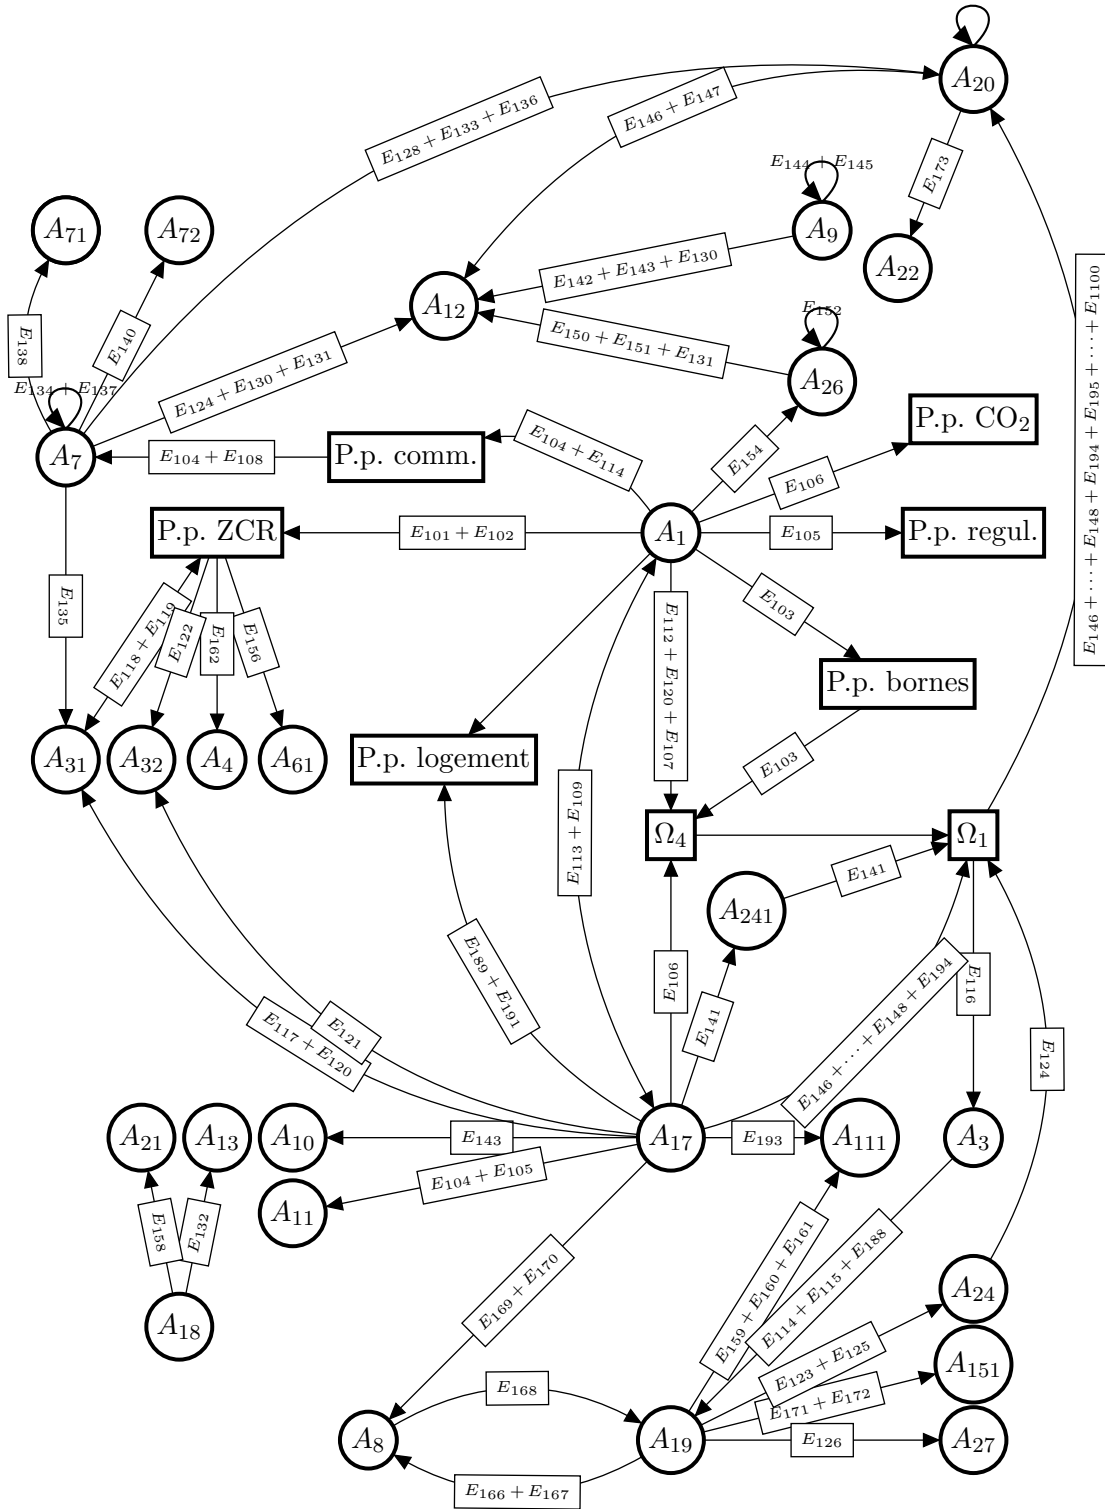 A₂₀
E₁₂₈ + E₁₃₃ + E₁₃₆
E₁₄₆ + E₁₄₇
E₁₇₃
E₁₄₄ + E₁₄₅
A₇₁
A₇₂
A₉
A₂₂
E₁₄₂ + E₁₄₃ + E₁₃₀
A₁₂
E₁₅₂
E₁₅₀ + E₁₅₁ + E₁₃₁
E₁₃₈
E₁₄₀
E₁₂₄ + E₁₃₀ + E₁₃₁
E₁₃₄ + E₁₃₇
A₂₆
P.p. CO₂
E₁₄₆ + ⋯ + E₁₄₈ + E₁₉₄ + E₁₉₅ + ⋯ + E₁₁₀₀
A₇
E₁₀₄ + E₁₀₈
P.p. comm.
E₁₀₄ + E₁₁₄
E₁₅₄
E₁₀₆
P.p. ZCR
E₁₀₁ + E₁₀₂
A₁
E₁₀₅
P.p. regul.
E₁₃₅
E₁₁₈ + E₁₁₉
E₁₂₂
E₁₆₂
E₁₅₆
E₁₁₂ + E₁₂₀ + E₁₀₇
E₁₀₃
P.p. bornes
A₃₁
A₃₂
A₄
A₆₁
P.p. logement
E₁₀₃
E₁₁₃ + E₁₀₉
Ω₄
Ω₁
E₁₄₁
A₂₄₁
E₁₈₉ + E₁₉₁
E₁₄₁
E₁₁₆
E₁₄₆ + ⋯ + E₁₄₈ + E₁₉₄
E₁₂₁
E₁₁₇ + E₁₂₀
E₁₂₄
A₂₁
A₁₃
A₁₀
E₁₄₃
A₁₇
E₁₉₃
A₁₁₁
A₃
E₁₀₄ + E₁₀₅
A₁₁
E₁₅₈
E₁₃₂
E₁₆₉ + E₁₇₀
E₁₅₉ + E₁₆₀ + E₁₆₁
E₁₁₄ + E₁₁₅ + E₁₈₈
A₂₄
A₁₈
E₁₂₃ + E₁₂₅
A₁₅₁
E₁₆₈
E₁₇₁ + E₁₇₂
A₈
A₁₉
E₁₂₆
A₂₇
E₁₆₆ + E₁₆₇